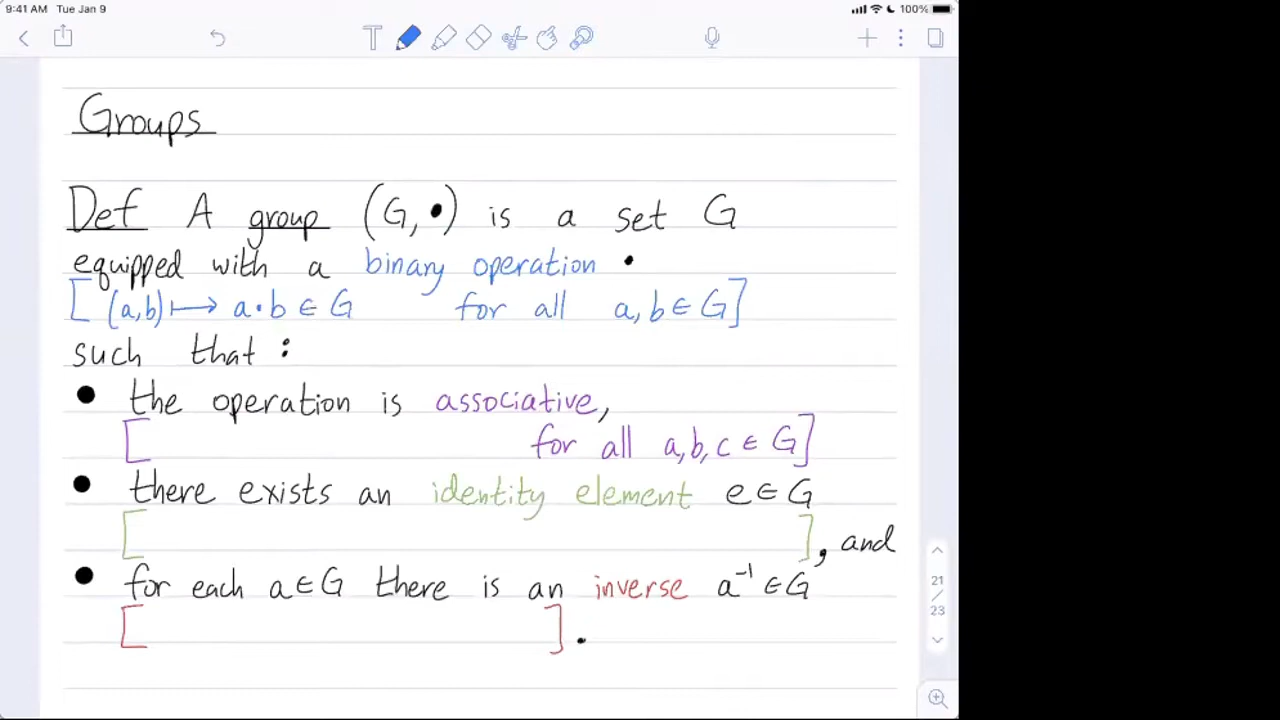 9:41 AM Tue Jan 9
100%
Groups
Def A group (G, •) is a set G
equipped with a binary operation •
[ (a,b) ⟼ a · b ∈ G for all a, b ∈ G ]
such that :
• the operation is associative,
[ for all a, b, c ∈ G ]
• there exists an identity element e ∈ G
[ ], and
• for each a ∈ G there is an inverse a⁻¹ ∈ G
[ ].
21
/
23